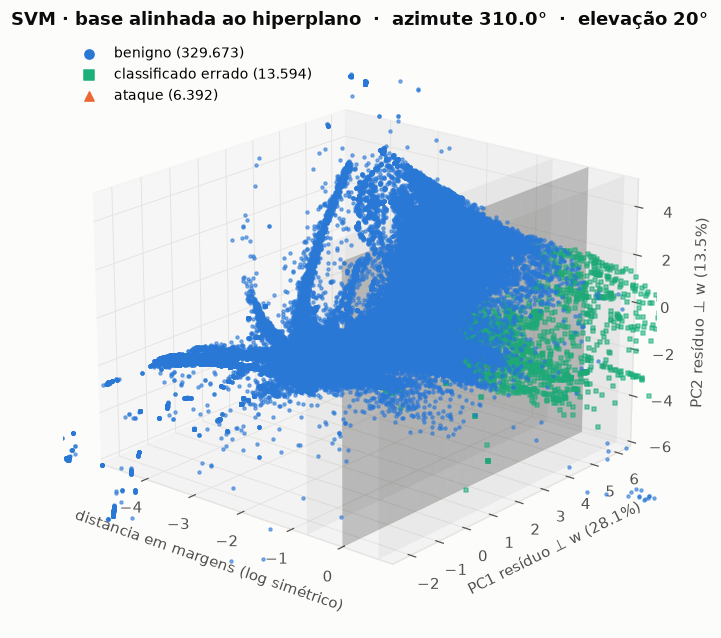 SVM · base alinhada ao hiperplano · azimute 310.0° · elevação 20°
benigno (329.673)
classificado errado (13.594)
ataque (6.392)
4
2
0
−2
−4
−6
PC2 resíduo ⊥ w (13.5%)
−4
−3
−2
−1
0
distância em margens (log simétrico)
−2
−1
0
1
2
3
4
5
6
PC1 resíduo ⊥ w (28.1%)